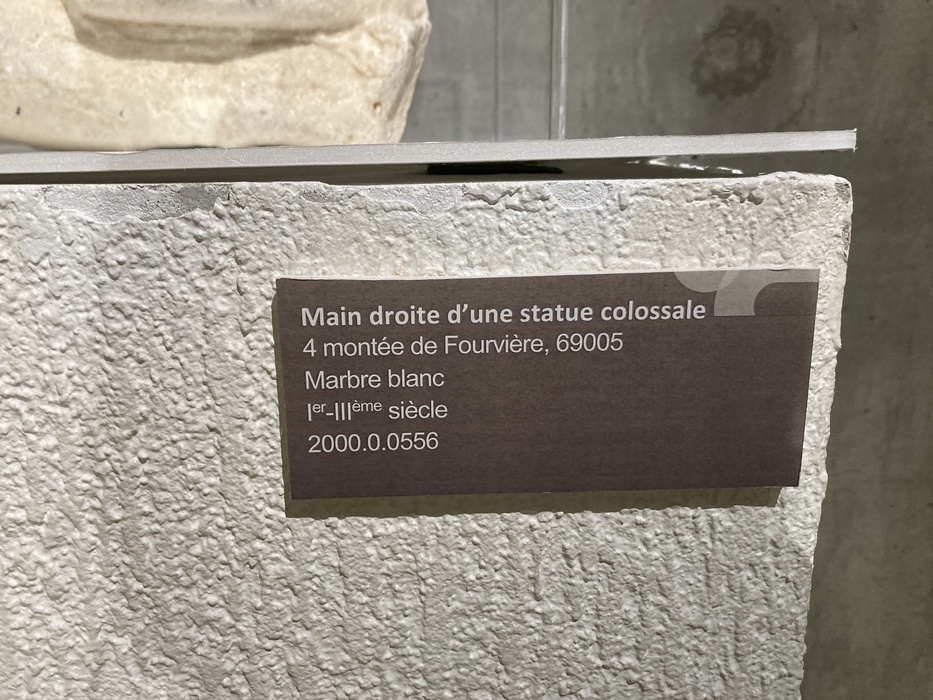 Main droite d’une statue colossale
4 montée de Fourvière, 69005
Marbre blanc
Ier-IIIème siècle
2000.0.0556